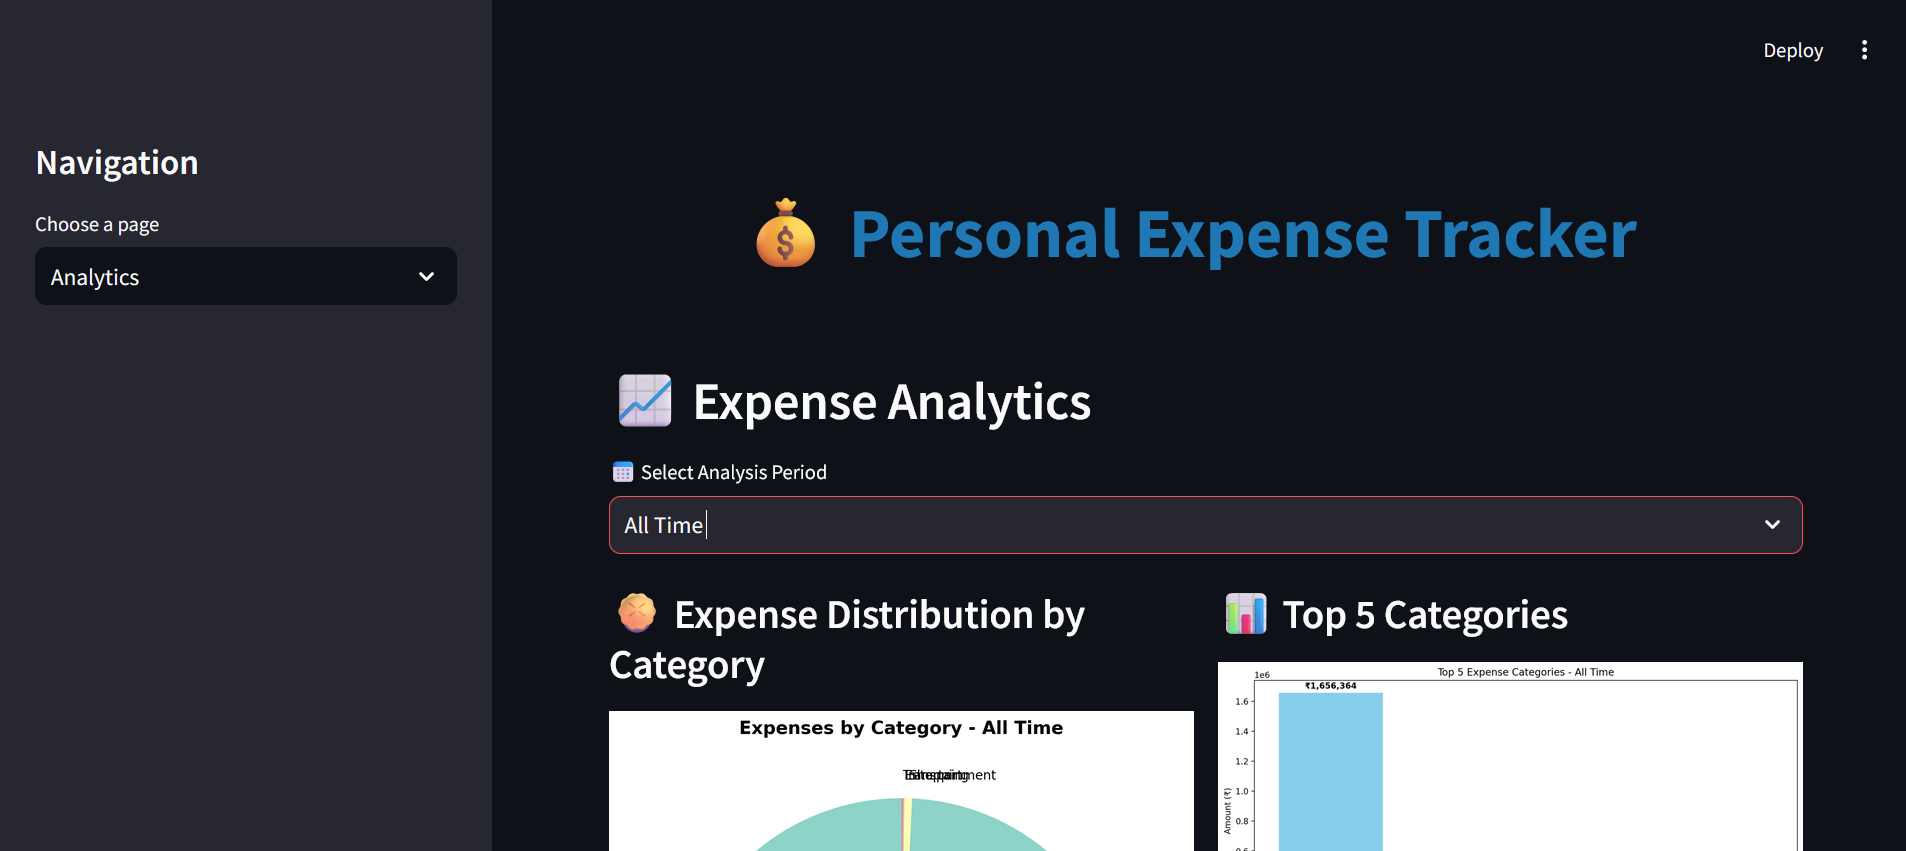 Deploy
Navigation
Choose a page
Analytics
Personal Expense Tracker
Expense Analytics
Select Analysis Period
All Time
Expense Distribution by
Category
Expenses by Category - All Time
Top 5 Categories
Top 5 Expense Categories - All Time
1e6
₹1,656,364
1.6
1.4
1.2
1.0
0.8
Amount (₹)